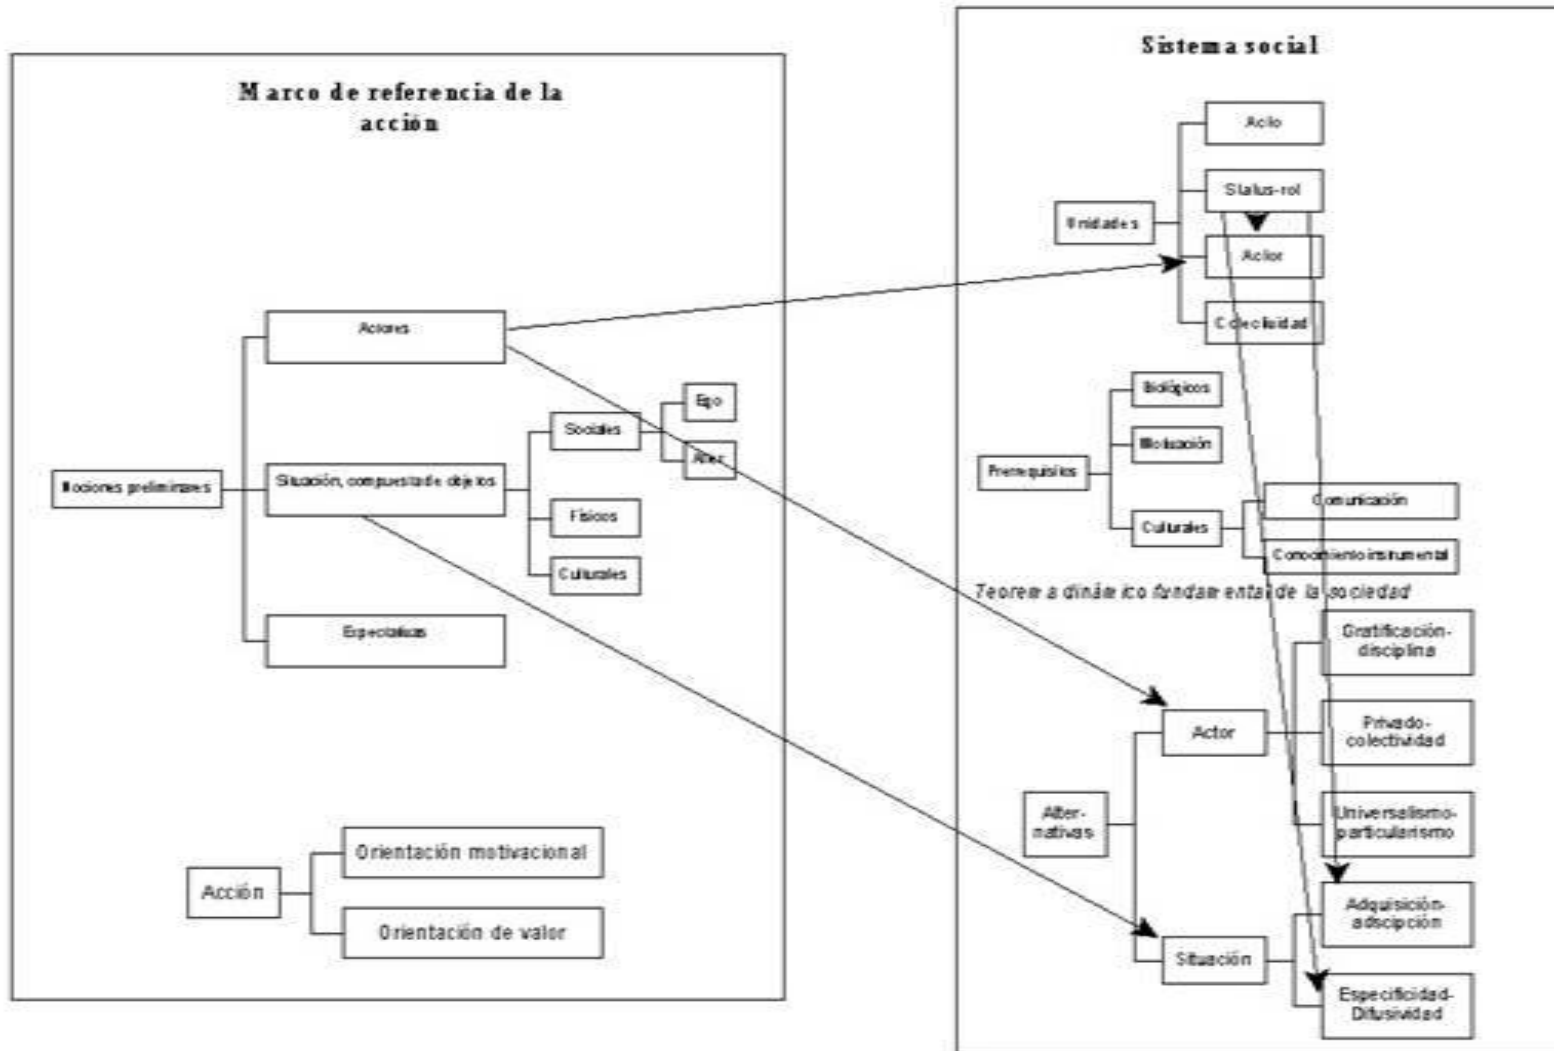 Marco de referencia de la
acción
Nociones preliminares
Actores
Situación, compuesta de objetos
Expectativas
Sociales
Físicos
Culturales
Ego
Alter
Acción
Orientación motivacional
Orientación de valor
Sistema social
Unidades
Acto
Status-rol
Actor
Colectividad
Prerrequisitos
Biológicos
Motivación
Culturales
Comunicación
Conocimiento instrumental
Teorema dinámico fundamental de la sociedad
Alter-
nativas
Actor
Gratificación-
disciplina
Privado-
colectividad
Universalismo-
particularismo
Situación
Adquisición-
adscipción
Especificidad-
Difusividad